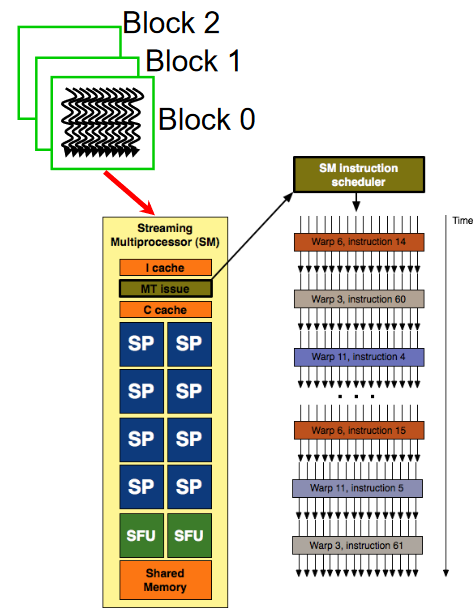 Block 2
Block 1
Block 0
Streaming
Multiprocessor (SM)
I cache
MT issue
C cache
SP SP
SP SP
SP SP
SP SP
SFU SFU
Shared
Memory
SM instruction
scheduler
Time
Warp 6, instruction 14
Warp 3, instruction 60
Warp 11, instruction 4
. . .
Warp 6, instruction 15
Warp 11, instruction 5
Warp 3, instruction 61